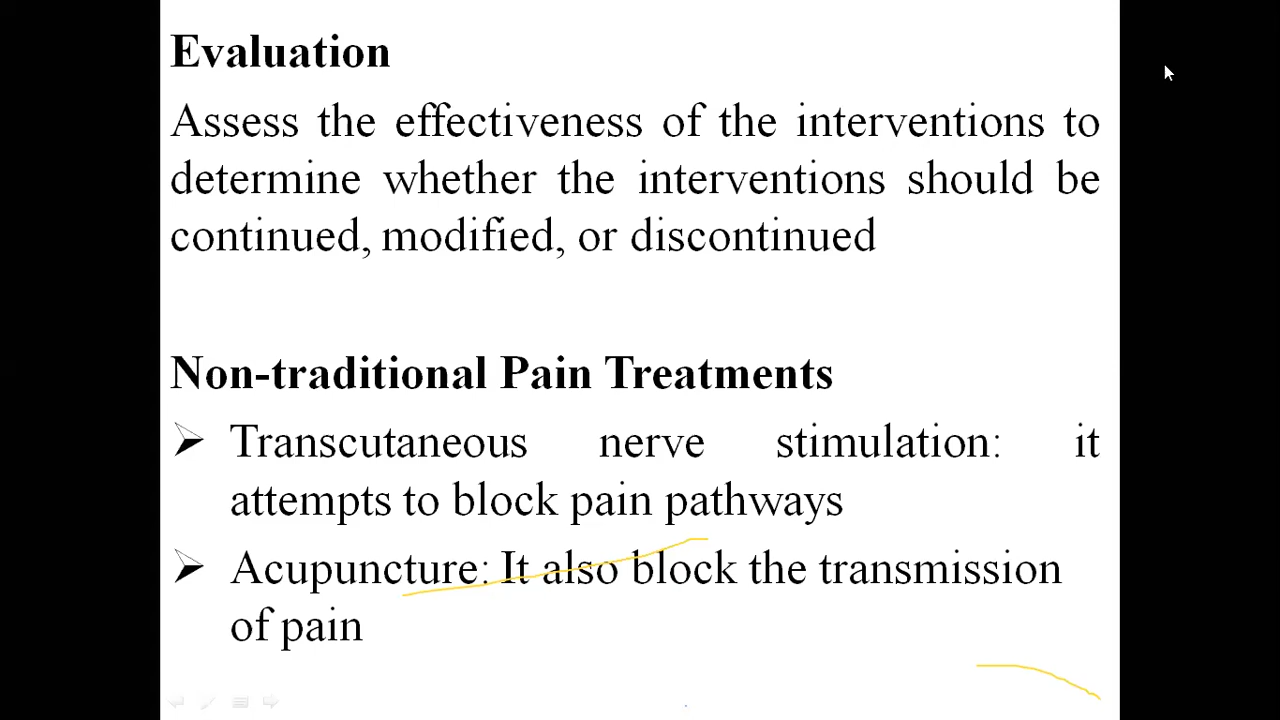 Evaluation
Assess the effectiveness of the interventions to
determine whether the interventions should be
continued, modified, or discontinued
Non-traditional Pain Treatments
➢ Transcutaneous nerve stimulation: it
attempts to block pain pathways
➢ Acupuncture: It also block the transmission
of pain